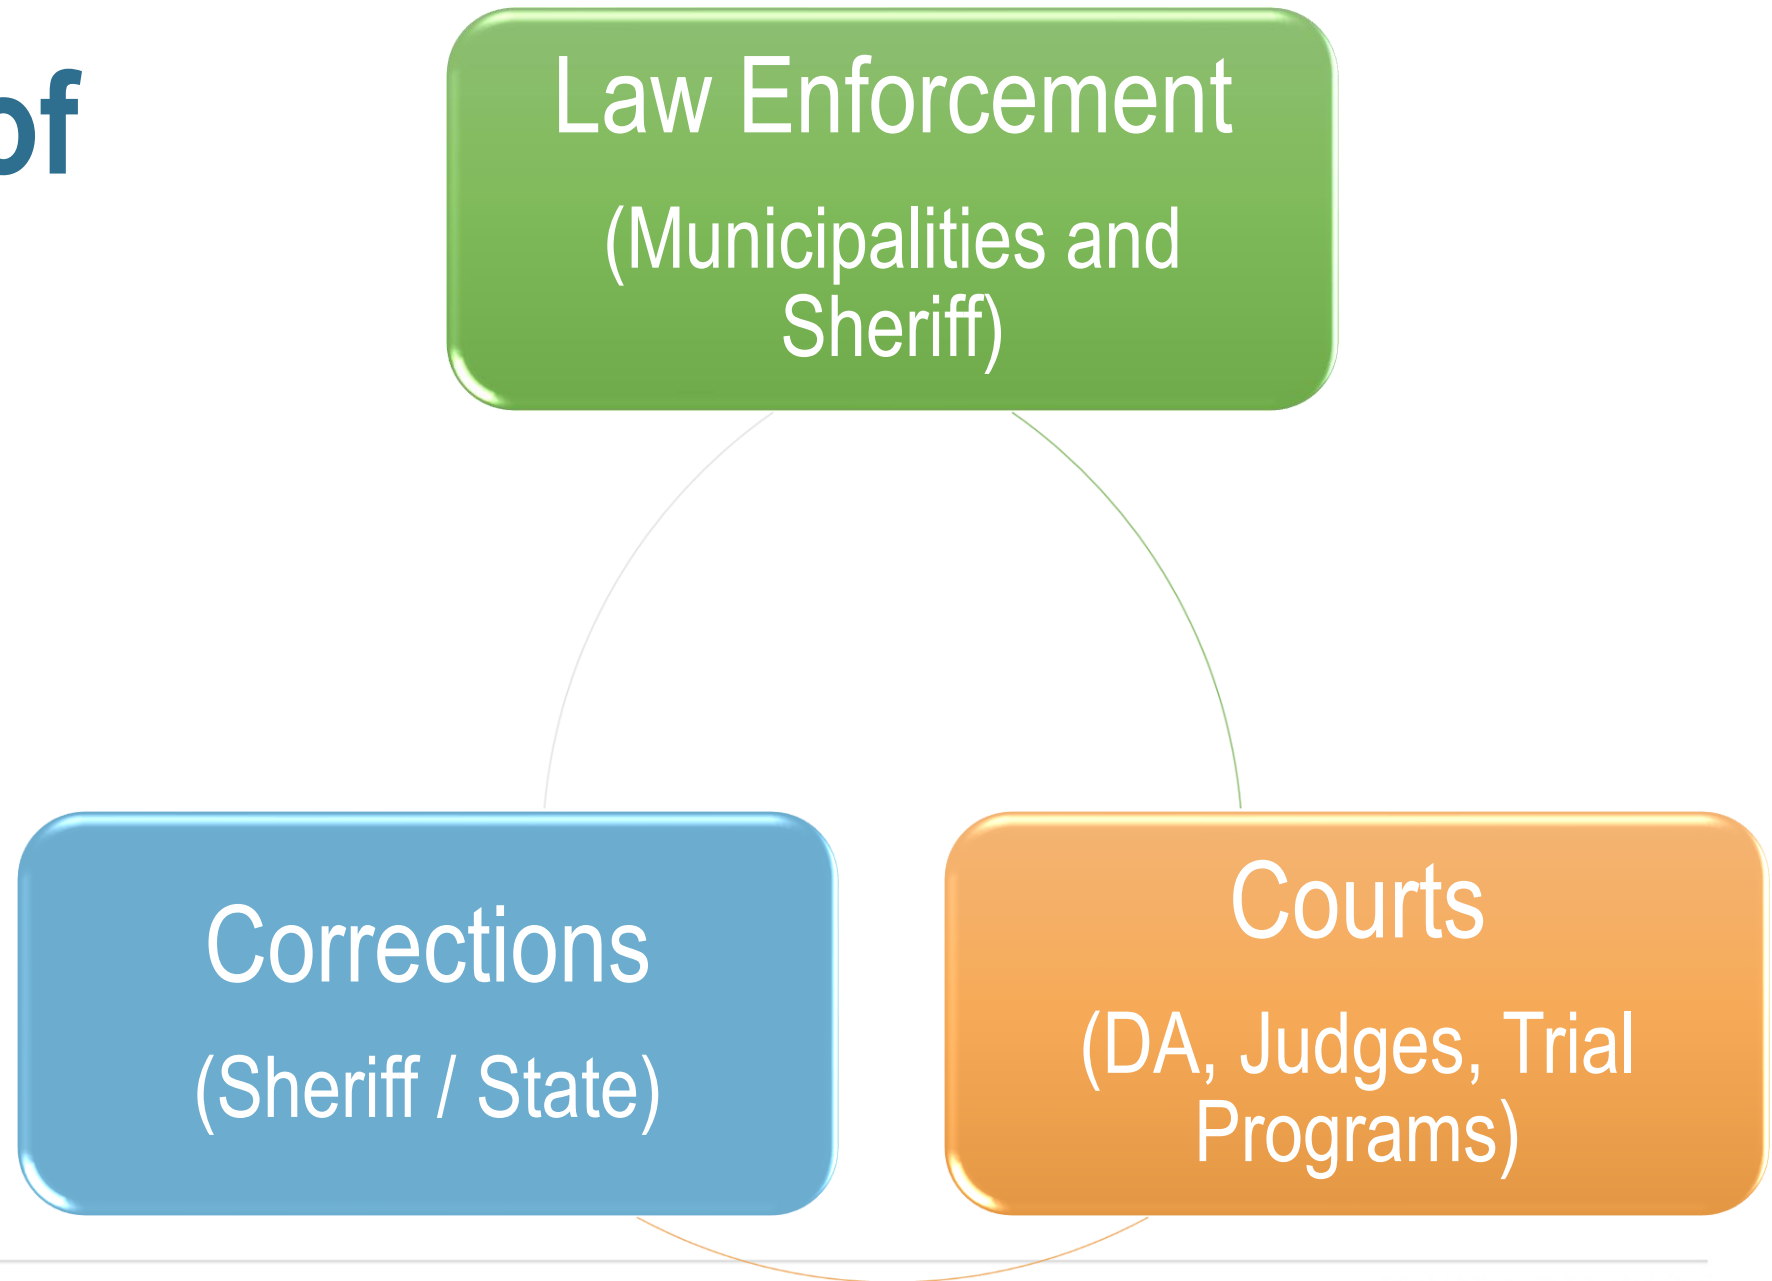 of
Law Enforcement
(Municipalities and
Sheriff)
Corrections
(Sheriff / State)
Courts
(DA, Judges, Trial
Programs)